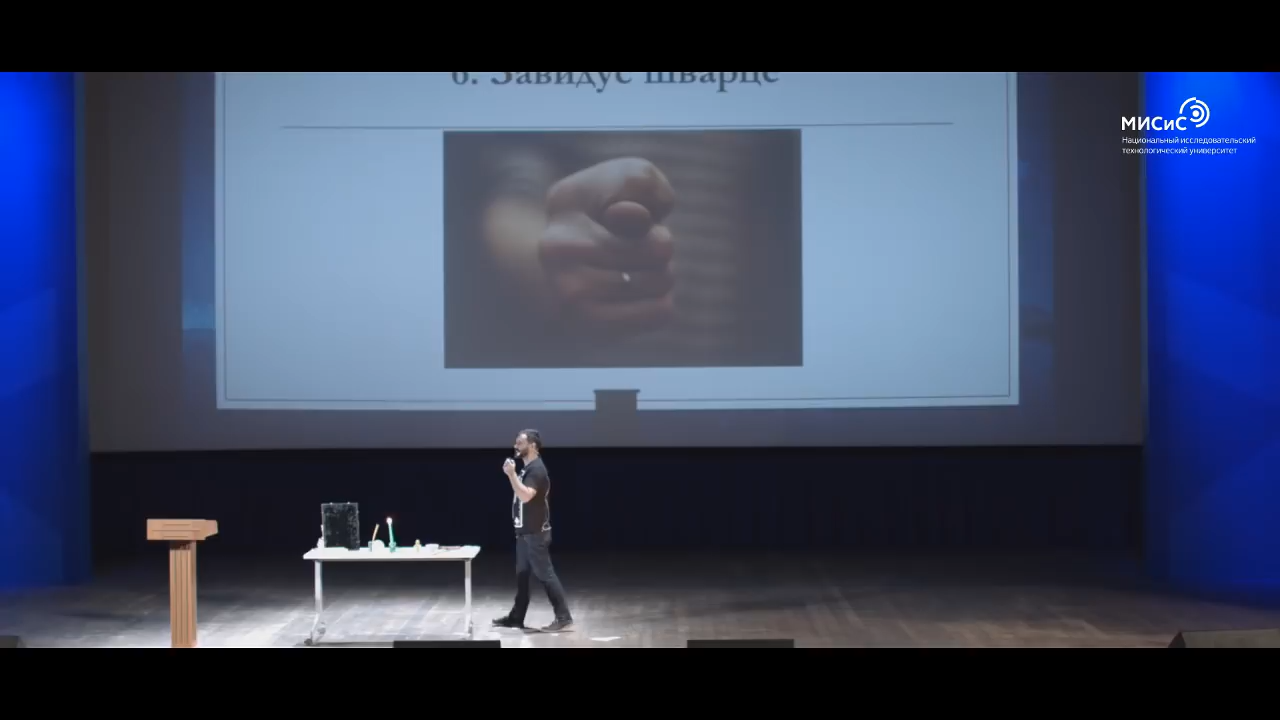 6. Завидус шварце
МИСиС
Национальный исследовательский
технологический университет